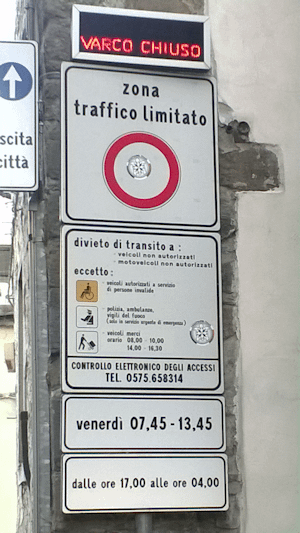 VARCO CHIUSO
zona
traffico limitato
scita
città
divieto di transito a :
- veicoli non autorizzati
- motoveicoli non autorizzati
eccetto :
- veicoli autorizzati a servizio
di persone invalide
- polizia, ambulanze,
vigili del fuoco
(solo in servizio urgente di emergenza)
- veicoli merci
orario 08,00 - 10,00
14,00 - 16,30
CONTROLLO ELETTRONICO DEGLI ACCESSI
TEL. 0575.658314
venerdì 07,45 - 13,45
dalle ore 17,00 alle ore 04,00